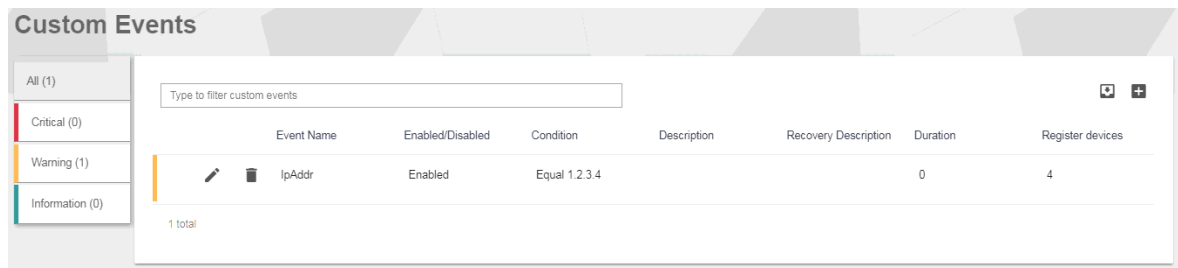 Custom Events
All (1)
Critical (0)
Warning (1)
Information (0)
Type to filter custom events
Event Name Enabled/Disabled Condition Description Recovery Description Duration Register devices
IpAddr Enabled Equal 1.2.3.4 0 4
1 total